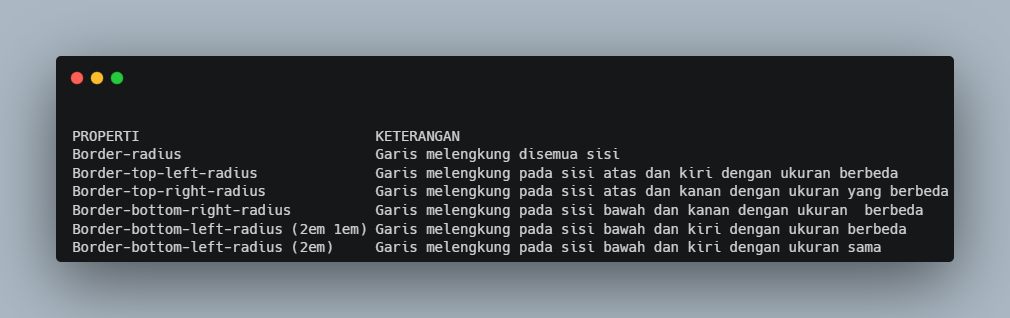 PROPERTI KETERANGAN
Border-radius Garis melengkung disemua sisi
Border-top-left-radius Garis melengkung pada sisi atas dan kiri dengan ukuran berbeda
Border-top-right-radius Garis melengkung pada sisi atas dan kanan dengan ukuran yang berbeda
Border-bottom-right-radius Garis melengkung pada sisi bawah dan kanan dengan ukuran  berbeda
Border-bottom-left-radius (2em 1em) Garis melengkung pada sisi bawah dan kiri dengan ukuran berbeda
Border-bottom-left-radius (2em) Garis melengkung pada sisi bawah dan kiri dengan ukuran sama